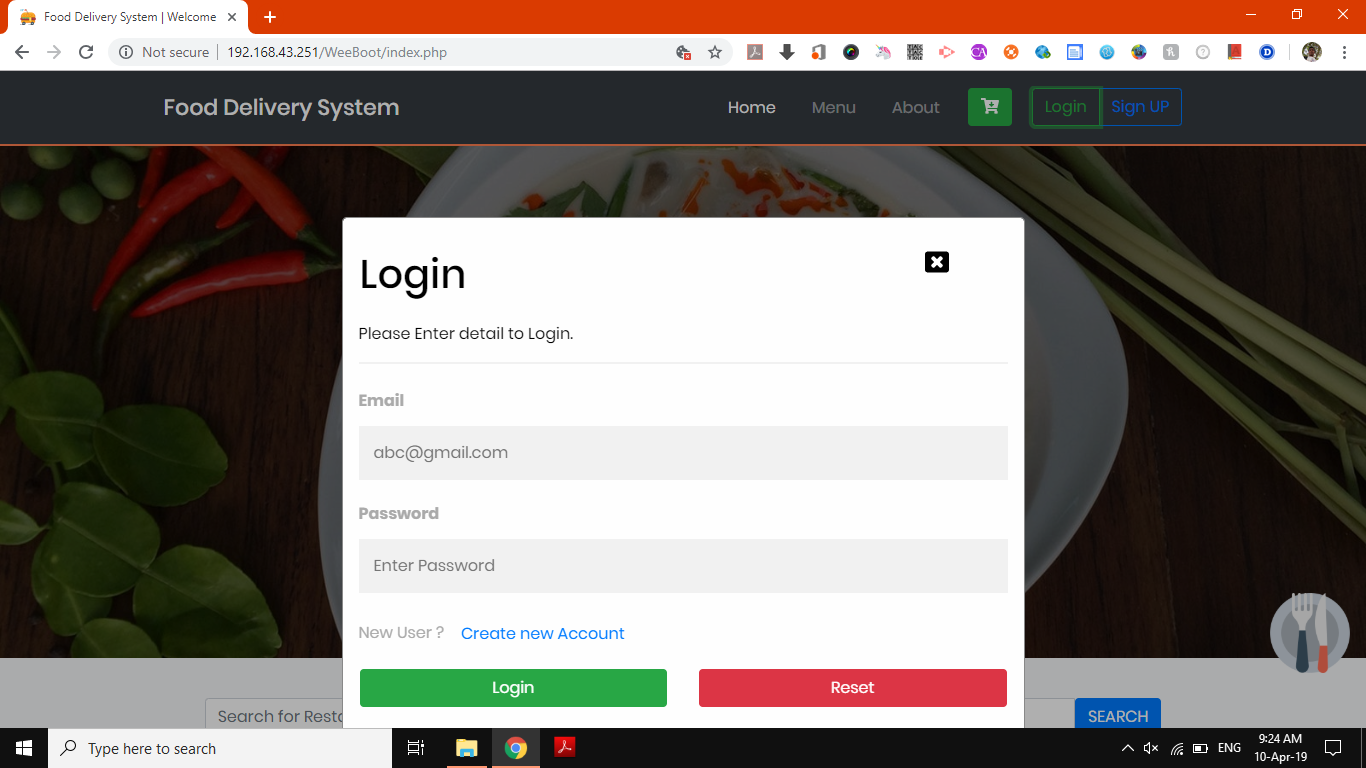 Food Delivery System | Welcome
Not secure
192.168.43.251/WeeBoot/index.php
CA
D
Food Delivery System
Home
Menu
About
Login
Sign UP
Login
Please Enter detail to Login.
Email
abc@gmail.com
Password
Enter Password
New User ?
Create new Account
Login
Reset
Search for Resta
SEARCH
Type here to search
ENG
9:24 AM
10-Apr-19